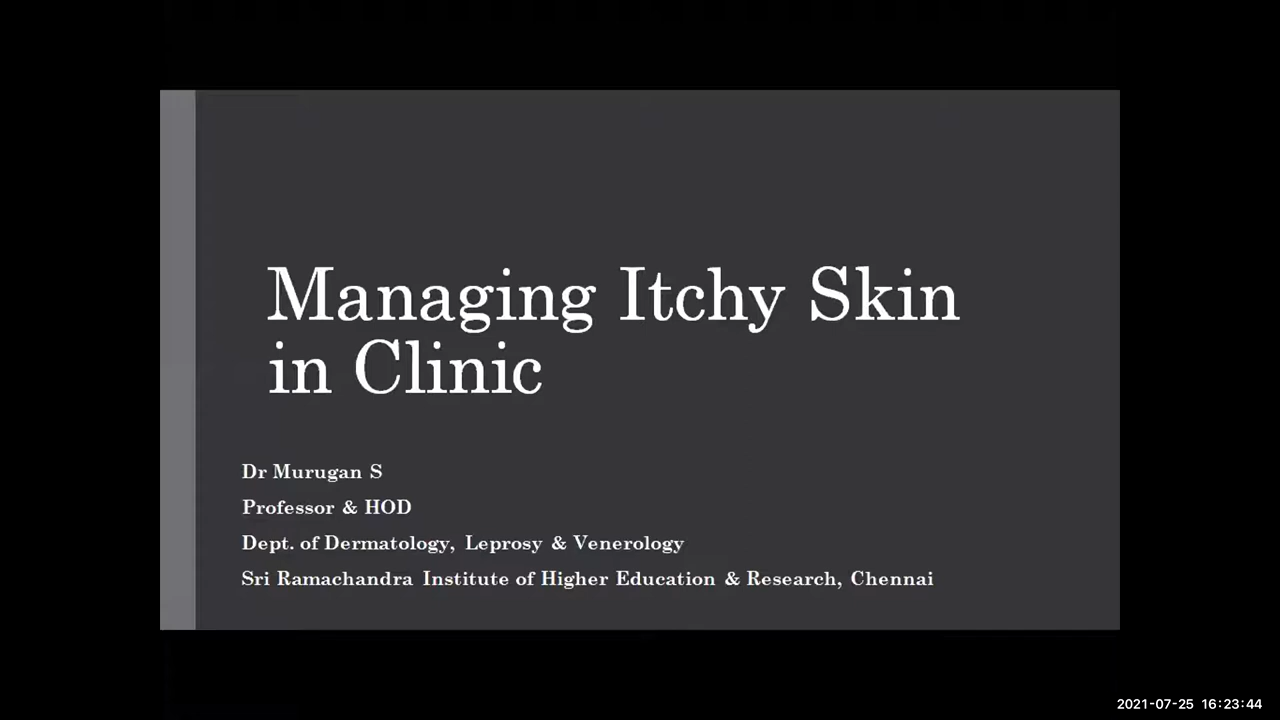 Managing Itchy Skin
in Clinic
Dr Murugan S
Professor & HOD
Dept. of Dermatology, Leprosy & Venerology
Sri Ramachandra Institute of Higher Education & Research, Chennai
2021-07-25 16:23:44